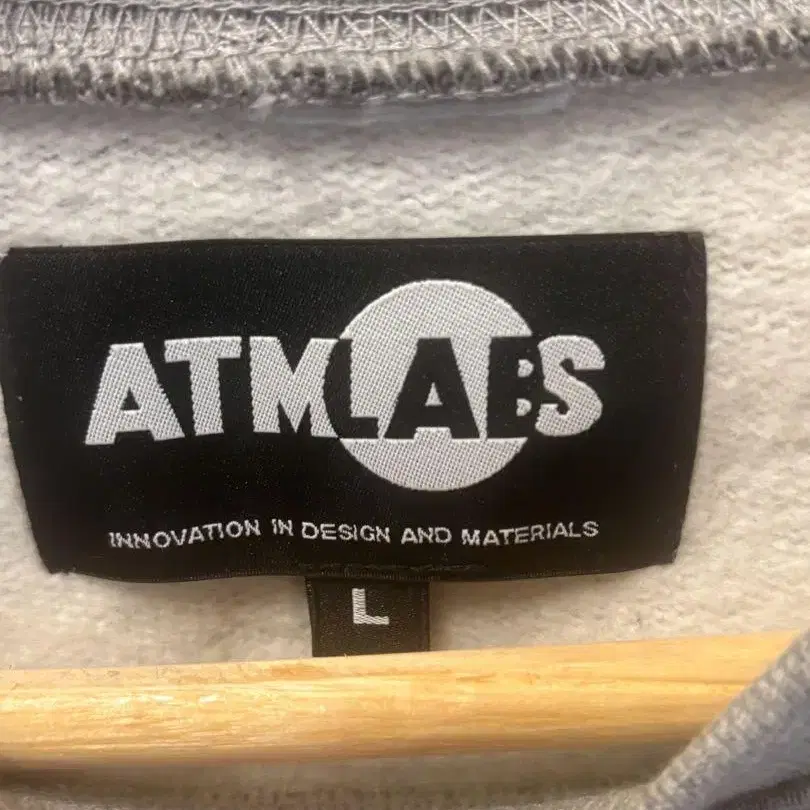 ATMLABS
INNOVATION IN DESIGN AND MATERIALS
L